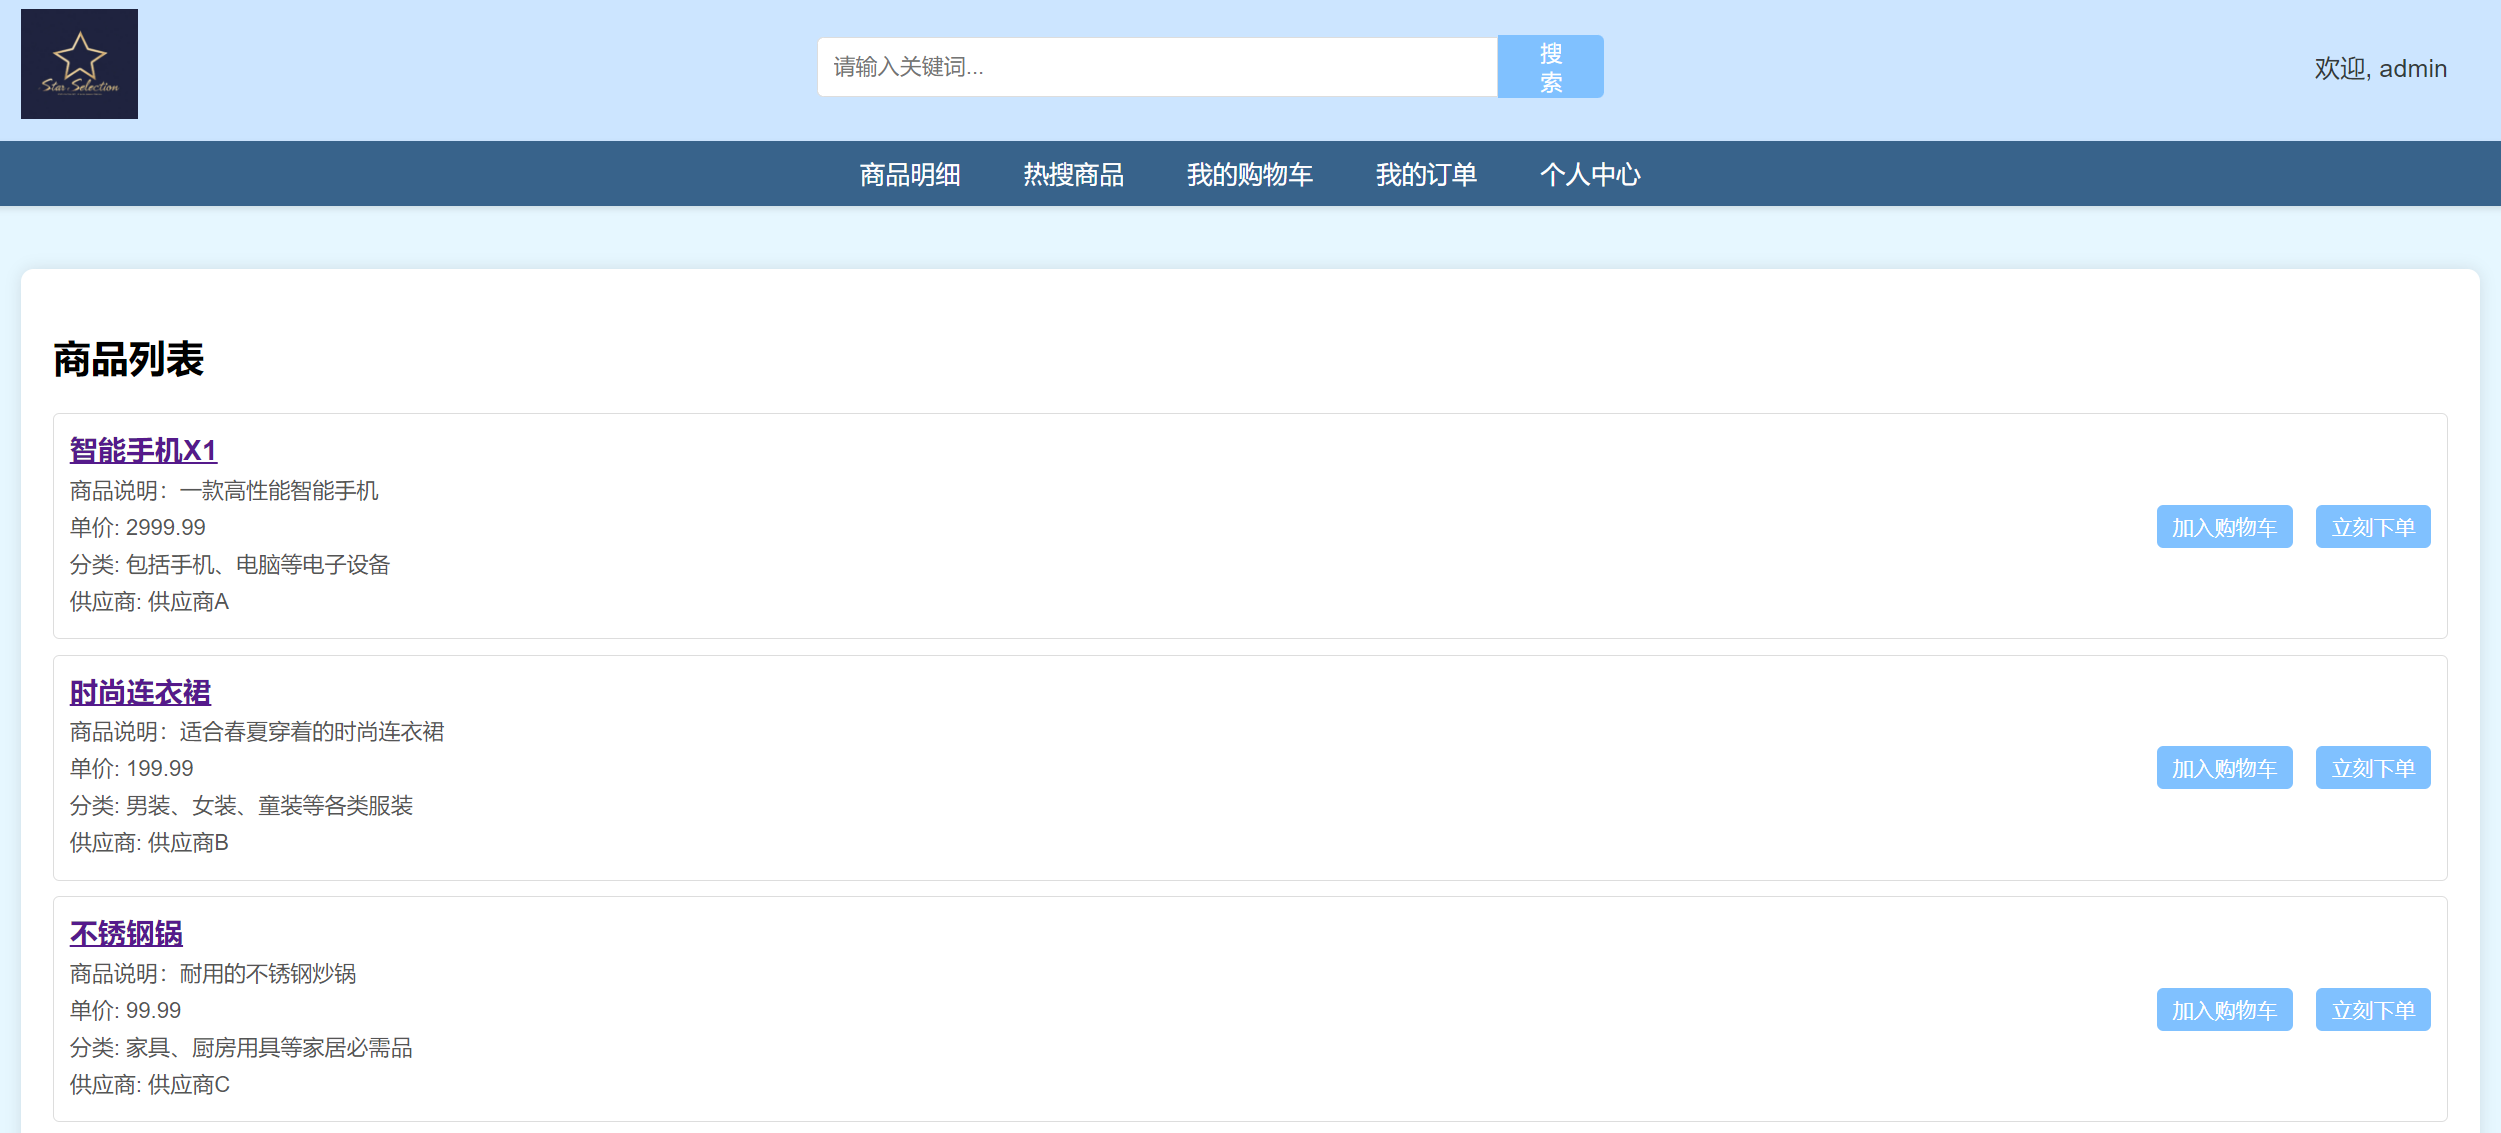 Star Selection
请输入关键词...
搜
索
欢迎, admin
商品明细 热搜商品 我的购物车 我的订单 个人中心
商品列表
智能手机X1
商品说明：一款高性能智能手机
单价: 2999.99
分类: 包括手机、电脑等电子设备
供应商: 供应商A
加入购物车 立刻下单
时尚连衣裙
商品说明：适合春夏穿着的时尚连衣裙
单价: 199.99
分类: 男装、女装、童装等各类服装
供应商: 供应商B
加入购物车 立刻下单
不锈钢锅
商品说明：耐用的不锈钢炒锅
单价: 99.99
分类: 家具、厨房用具等家居必需品
供应商: 供应商C
加入购物车 立刻下单